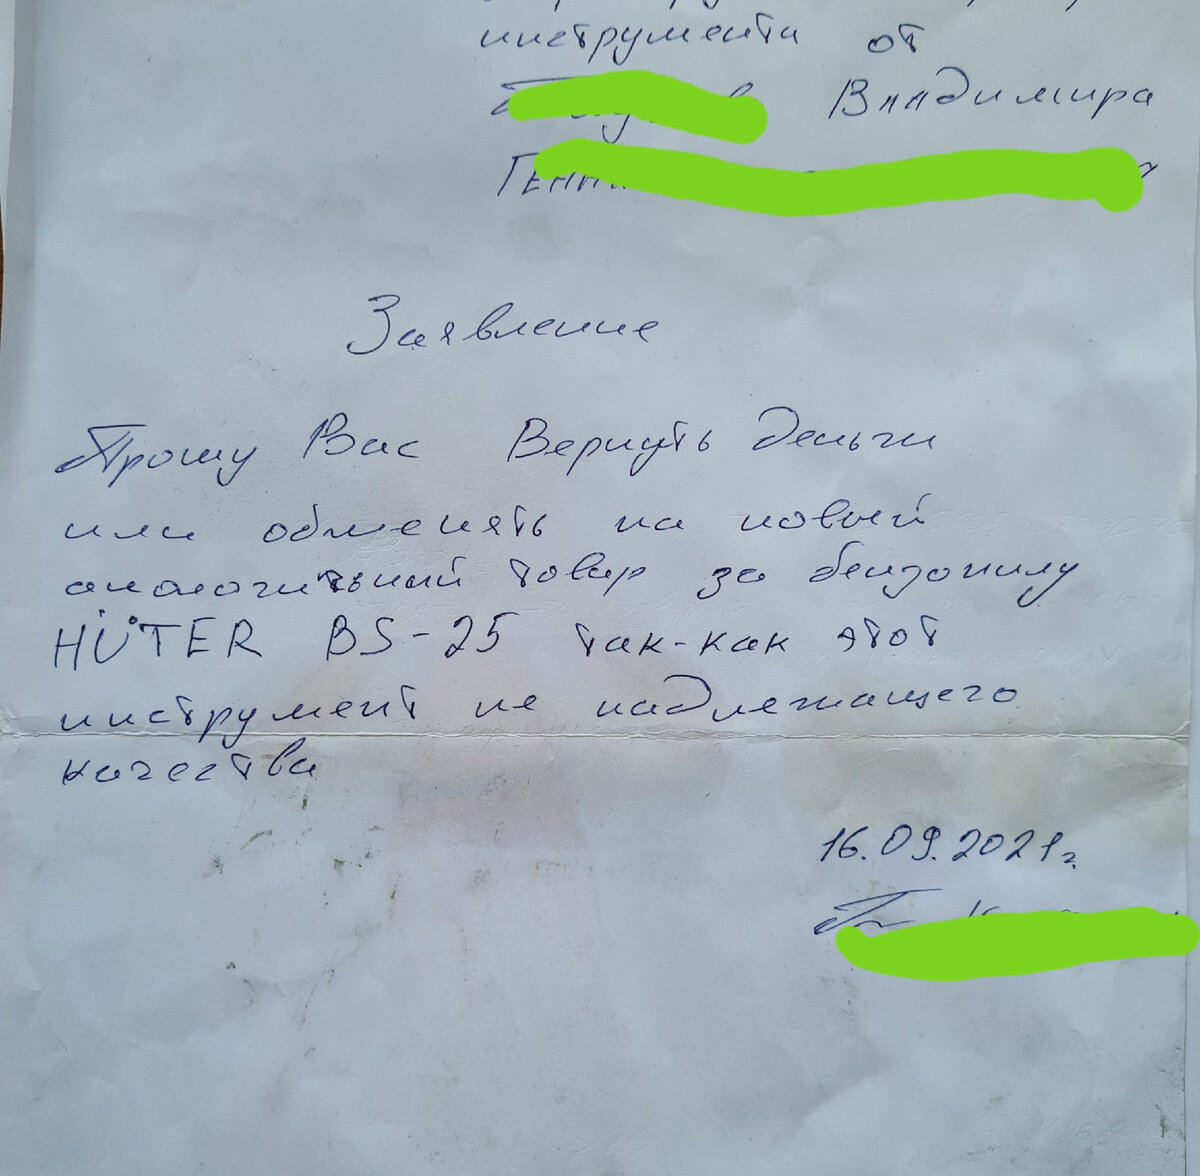 инструмента от
Владимира
Заявление
Прошу Вас Вернуть деньги
или обменять на новый
анологичьный товар за бензопилу
HÜTER BS-25 так-как этот
инструмент не надлежащего
качества
16.09.2021г.